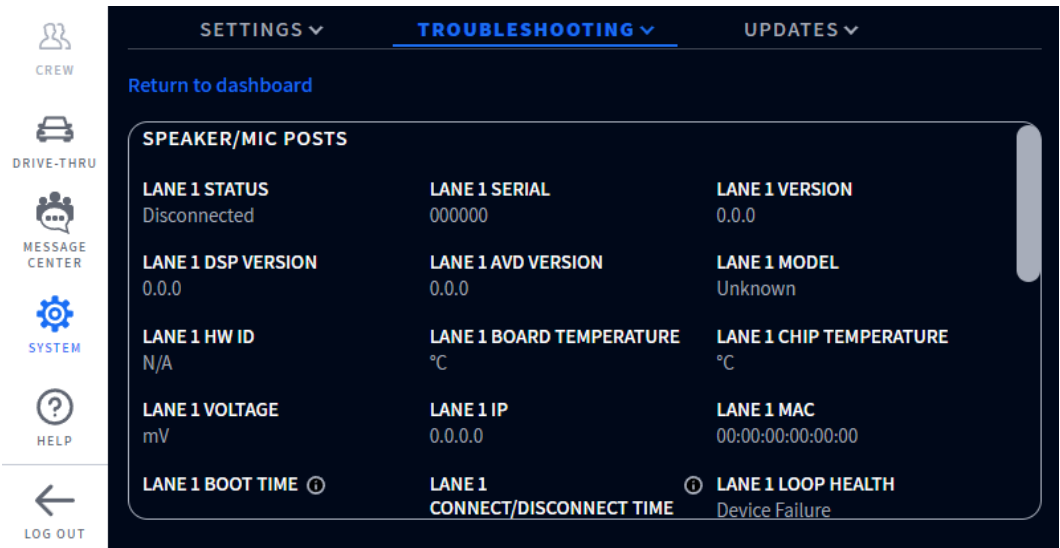 CREW
DRIVE-THRU
MESSAGE
CENTER
SYSTEM
HELP
LOG OUT
SETTINGS
TROUBLESHOOTING
UPDATES
Return to dashboard
SPEAKER/MIC POSTS
LANE 1 STATUS
Disconnected
LANE 1 SERIAL
000000
LANE 1 VERSION
0.0.0
LANE 1 DSP VERSION
0.0.0
LANE 1 AVD VERSION
0.0.0
LANE 1 MODEL
Unknown
LANE 1 HW ID
N/A
LANE 1 BOARD TEMPERATURE
°C
LANE 1 CHIP TEMPERATURE
°C
LANE 1 VOLTAGE
mV
LANE 1 IP
0.0.0.0
LANE 1 MAC
00:00:00:00:00:00
LANE 1 BOOT TIME
LANE 1
CONNECT/DISCONNECT TIME
LANE 1 LOOP HEALTH
Device Failure